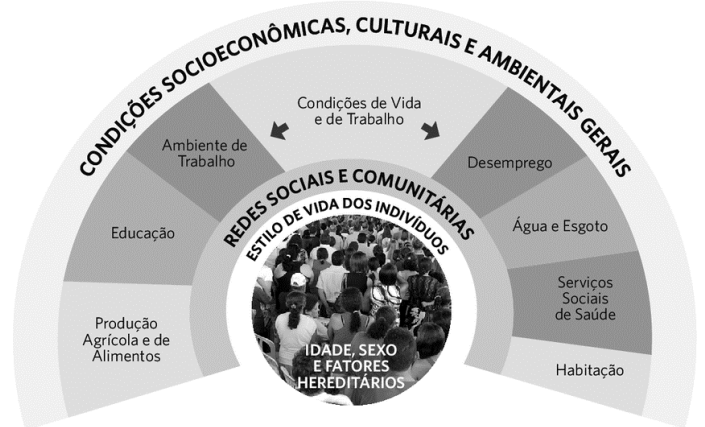 CONDIÇÕES SOCIOECONÔMICAS, CULTURAIS E AMBIENTAIS GERAIS
Condições de Vida
e de Trabalho
Ambiente de
Trabalho
Desemprego
Educação
Água e Esgoto
Produção
Agrícola e de
Alimentos
Serviços
Sociais
de Saúde
Habitação
REDES SOCIAIS E COMUNITÁRIAS
ESTILO DE VIDA DOS INDIVÍDUOS
IDADE, SEXO
E FATORES
HEREDITÁRIOS